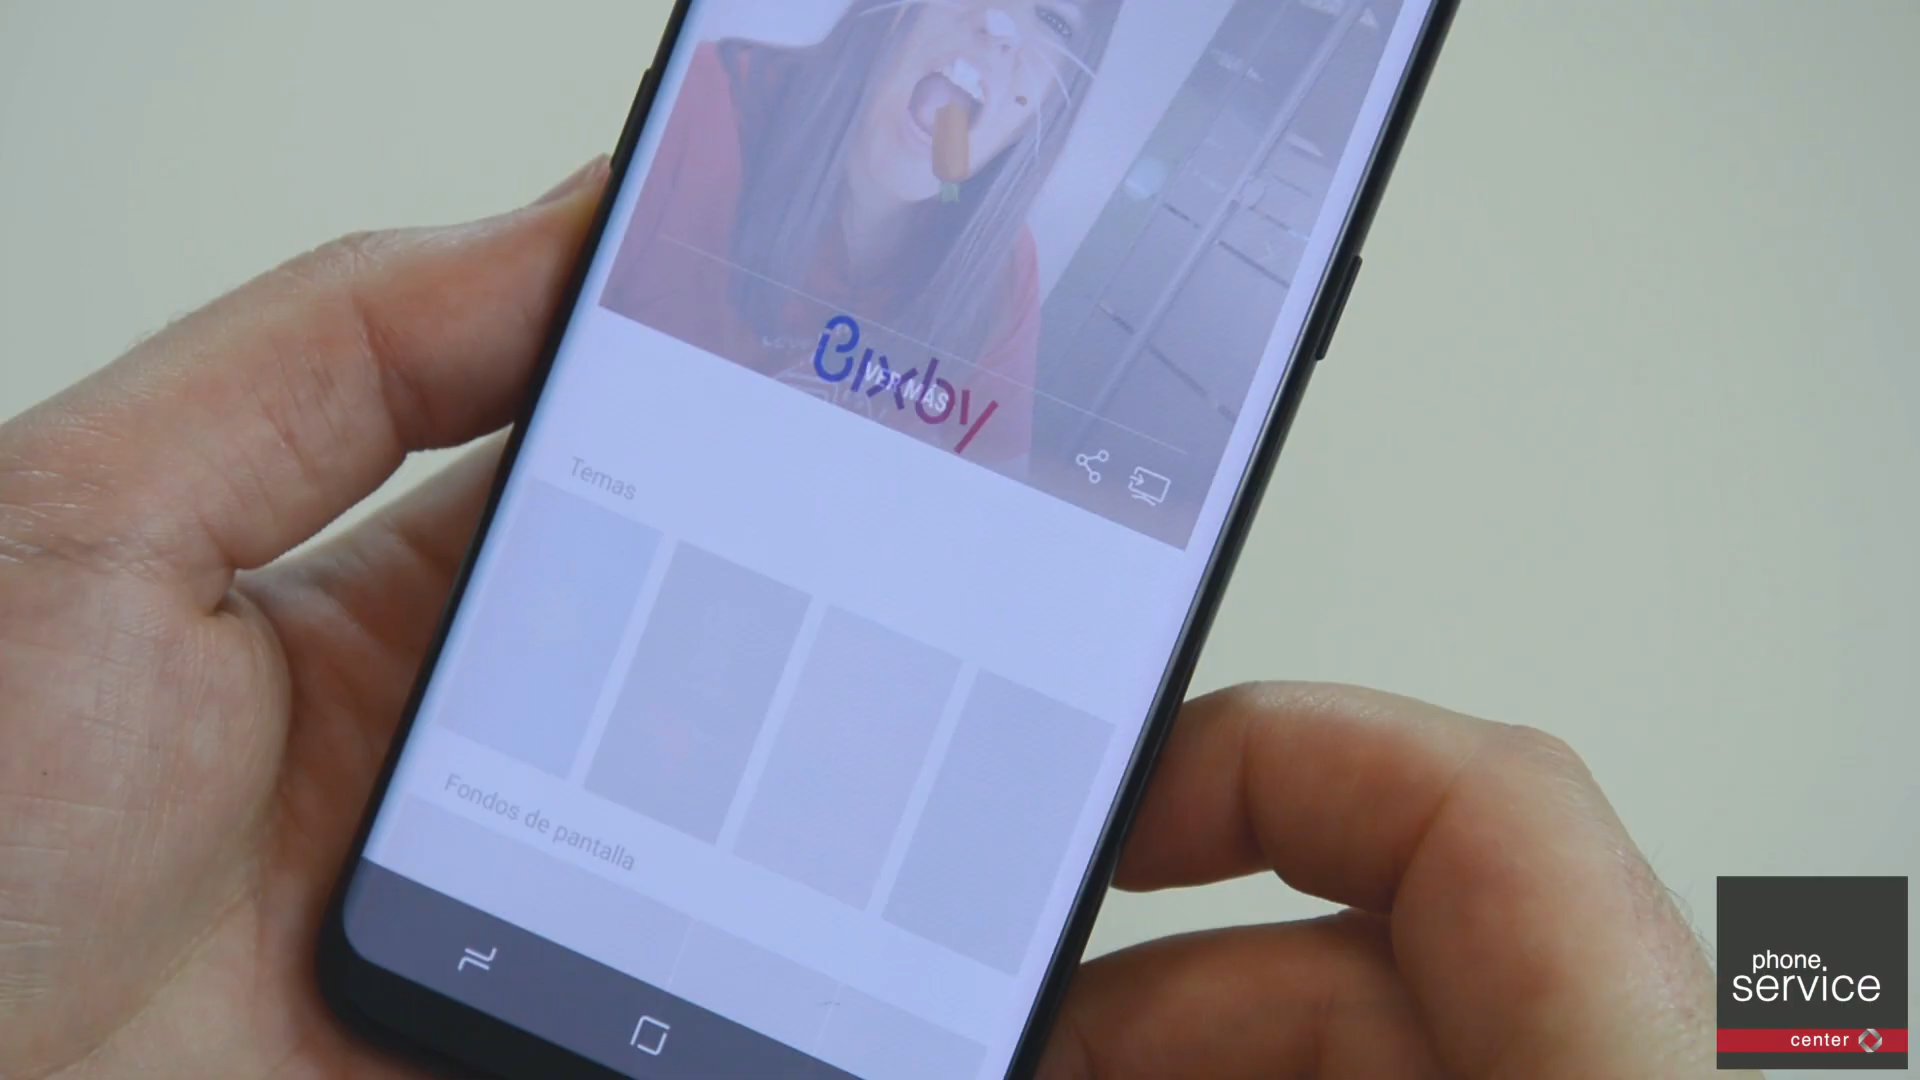 Bixby
VER MÁS
Temas
Fondos de pantalla
phone
service
center